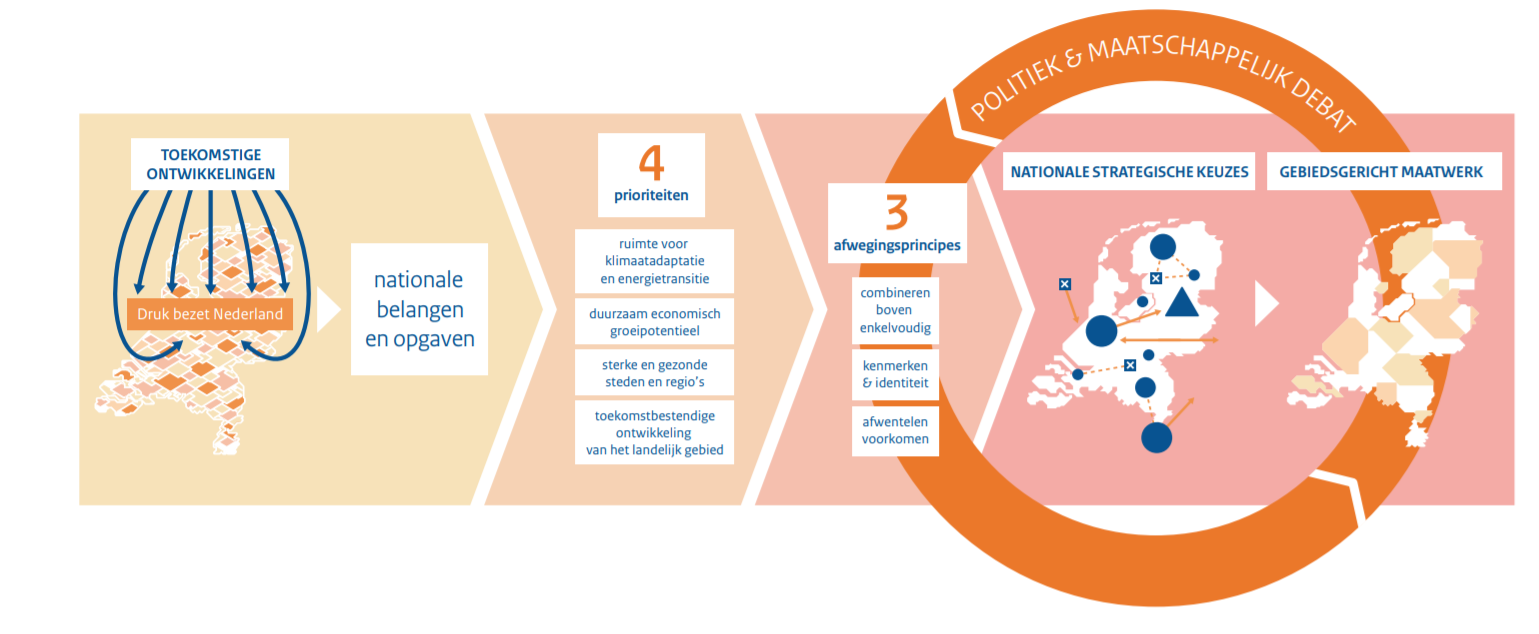 TOEKOMSTIGE
ONTWIKKELINGEN
Druk bezet Nederland
nationale
belangen
en opgaven
4
prioriteiten
ruimte voor
klimaatadaptatie
en energietransitie
duurzaam economisch
groeipotentieel
sterke en gezonde
steden en regio's
toekomstbestendige
ontwikkeling
van het landelijk gebied
3
afwegingsprincipes
combineren
boven
enkelvoudig
kenmerken
& identiteit
afwentelen
voorkomen
POLITIEK & MAATSCHAPPELIJK DEBAT
NATIONALE STRATEGISCHE KEUZES
GEBIEDSGERICHT MAATWERK